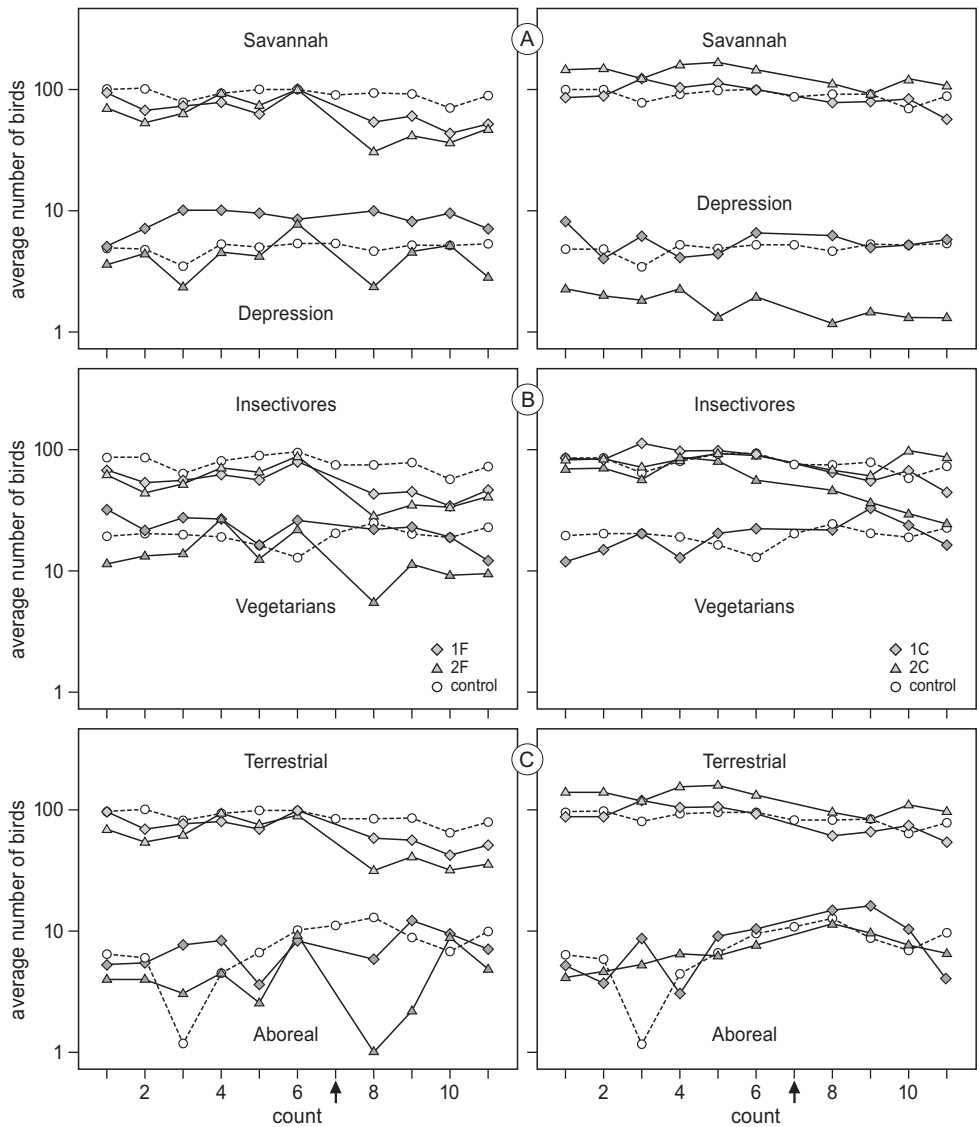 A
Savannah
Savannah
100
10
1
average number of birds
Depression
Depression
B
Insectivores
Insectivores
100
10
1
average number of birds
Vegetarians
Vegetarians
1F
2F
control
1C
2C
control
C
Terrestrial
Terrestrial
100
10
1
average number of birds
Aboreal
Aboreal
2 4 6 8 10
2 4 6 8 10
count
count